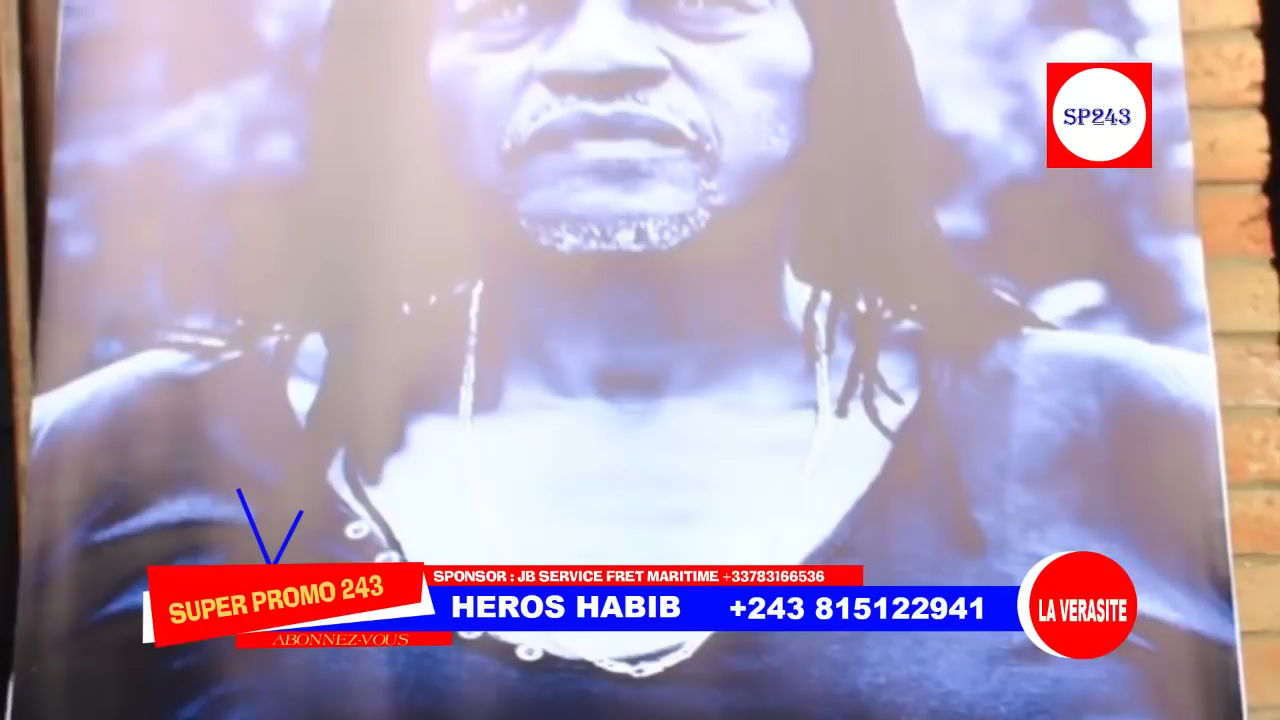 SP243
SPONSOR : JB SERVICE FRET MARITIME +33783166536
SUPER PROMO 243
HEROS HABIB +243 815122941
LA VERASITE
ABONNEZ-VOUS